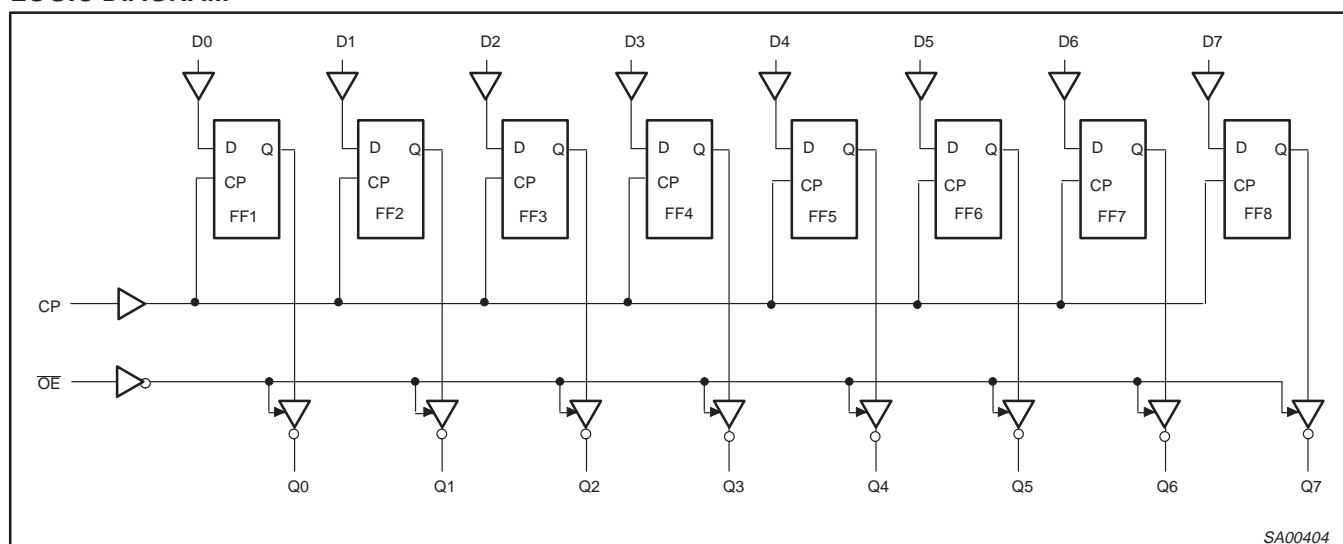 D0 D1 D2 D3 D4 D5 D6 D7
D Q D Q D Q D Q D Q D Q D Q D Q
CP CP CP CP CP CP CP CP
FF1 FF2 FF3 FF4 FF5 FF6 FF7 FF8
CP
OE
Q0 Q1 Q2 Q3 Q4 Q5 Q6 Q7
SA00404